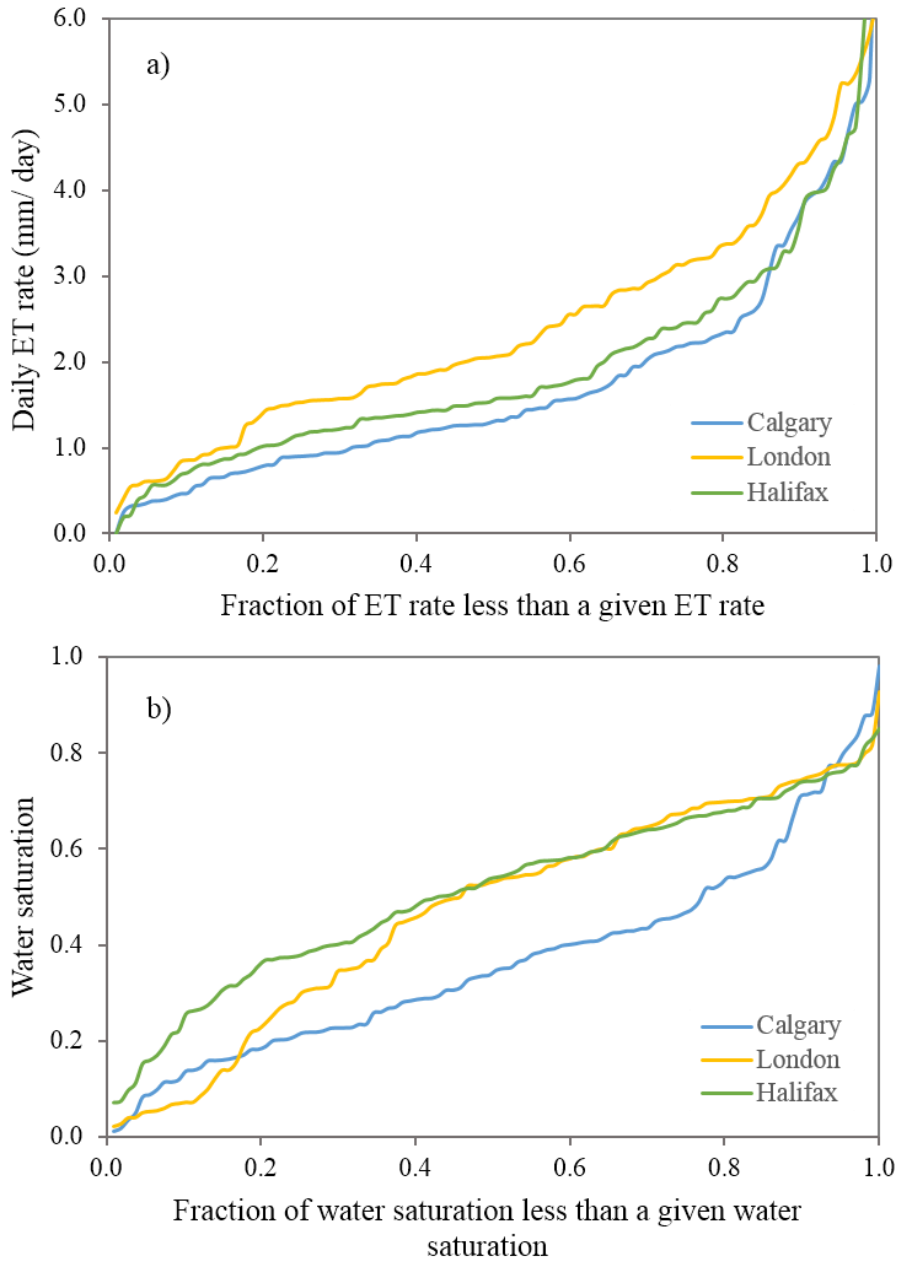 6.0
a)
5.0
4.0
3.0
2.0
1.0
0.0
Daily ET rate (mm/ day)
Calgary
London
Halifax
0.0 0.2 0.4 0.6 0.8 1.0
Fraction of ET rate less than a given ET rate
1.0
b)
0.8
0.6
0.4
0.2
0.0
Water saturation
Calgary
London
Halifax
0.0 0.2 0.4 0.6 0.8 1.0
Fraction of water saturation less than a given water
saturation